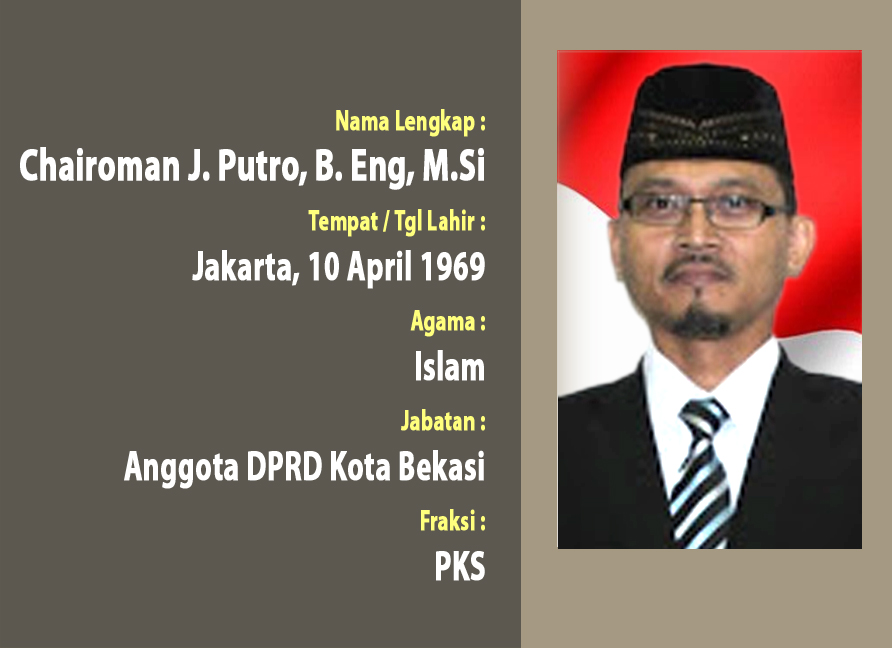 Nama Lengkap :
Chairoman J. Putro, B. Eng, M.Si
Tempat / Tgl Lahir :
Jakarta, 10 April 1969
Agama :
Islam
Jabatan :
Anggota DPRD Kota Bekasi
Fraksi :
PKS